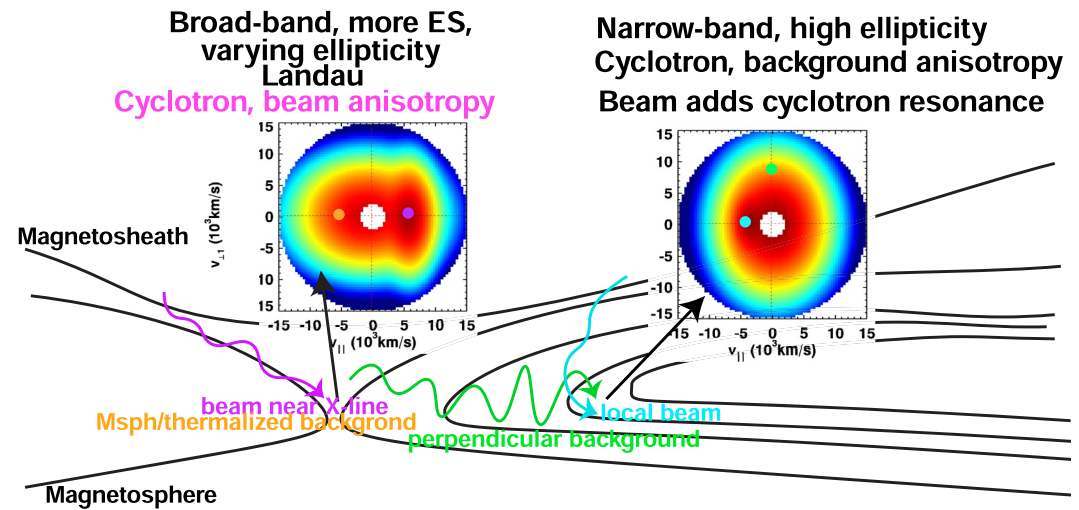 Broad-band, more ES,
varying ellipticity
Landau
Cyclotron, beam anisotropy
Narrow-band, high ellipticity
Cyclotron, background anisotropy
Beam adds cyclotron resonance
15
10
5
0
-5
10
15
v⊥1 (10³km/s)
-15 -10 -5 0 5 10 15
v|| (10³km/s)
15
10
5
0
-5
-10
-15
-15 -10 -5 0 5 10 15
v|| (10³km/s)
Magnetosheath
beam near X-line
Msph/thermalized backgrond
local beam
perpendicular background
Magnetosphere